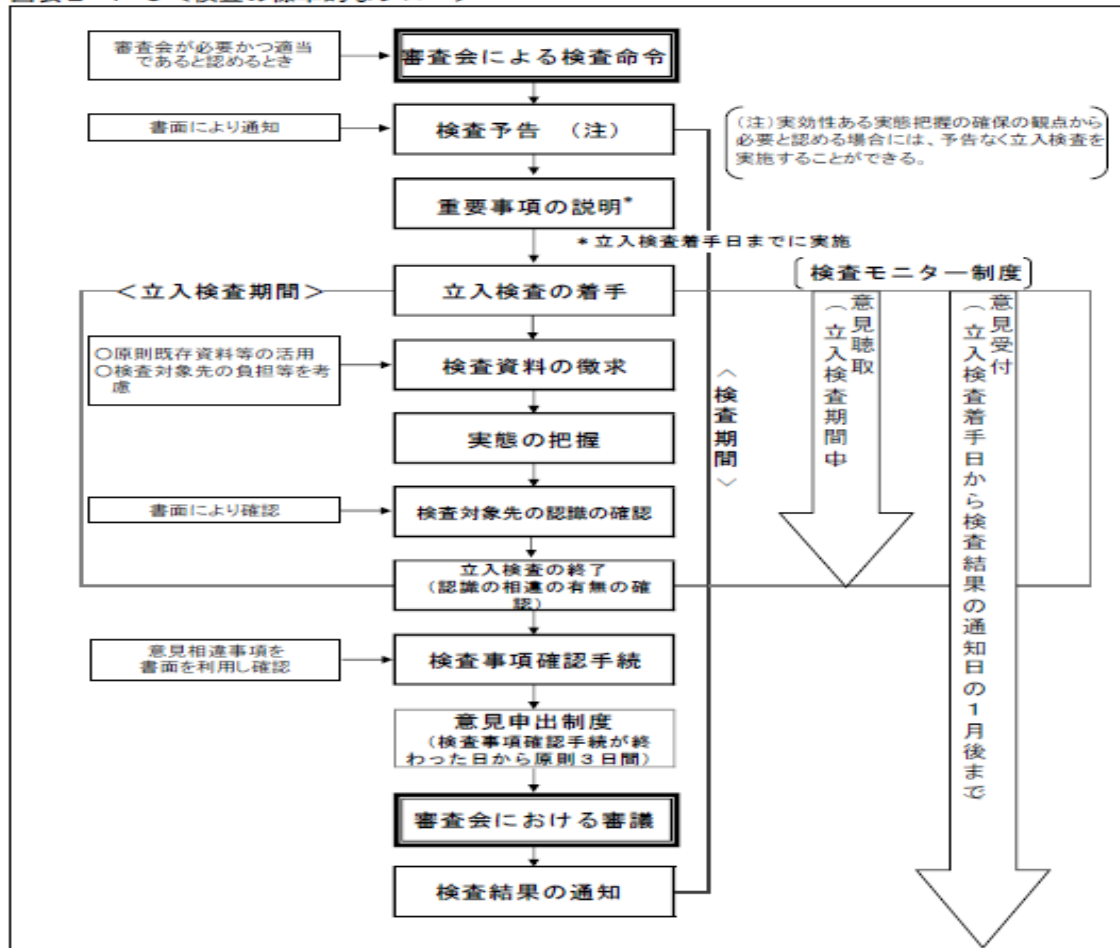 審査会が必要かつ適当
であると認めるとき
審査会による検査命令
書面により通知
検査予告 (注)
(注)実効性ある実態把握の確保の観点から
必要と認める場合には、予告なく立入検査を
実施することができる。
重要事項の説明*
*立入検査着手日までに実施
<立入検査期間>
立入検査の着手
検査モニター制度
意見聴取
(立入検査期間中
意見受付
(立入検査着手日から検査結果の通知日の1月後まで
〇原則既存資料等の活用
〇検査対象先の負担等を考
慮
検査資料の徴求
<検査期間>
実態の把握
書面により確認
検査対象先の認識の確認
立入検査の終了
(認識の相違の有無の確
認)
意見相違事項を
書面を利用し確認
検査事項確認手続
意見申出制度
(検査事項確認手続が終
わった日から原則3日間)
審査会における審議
検査結果の通知